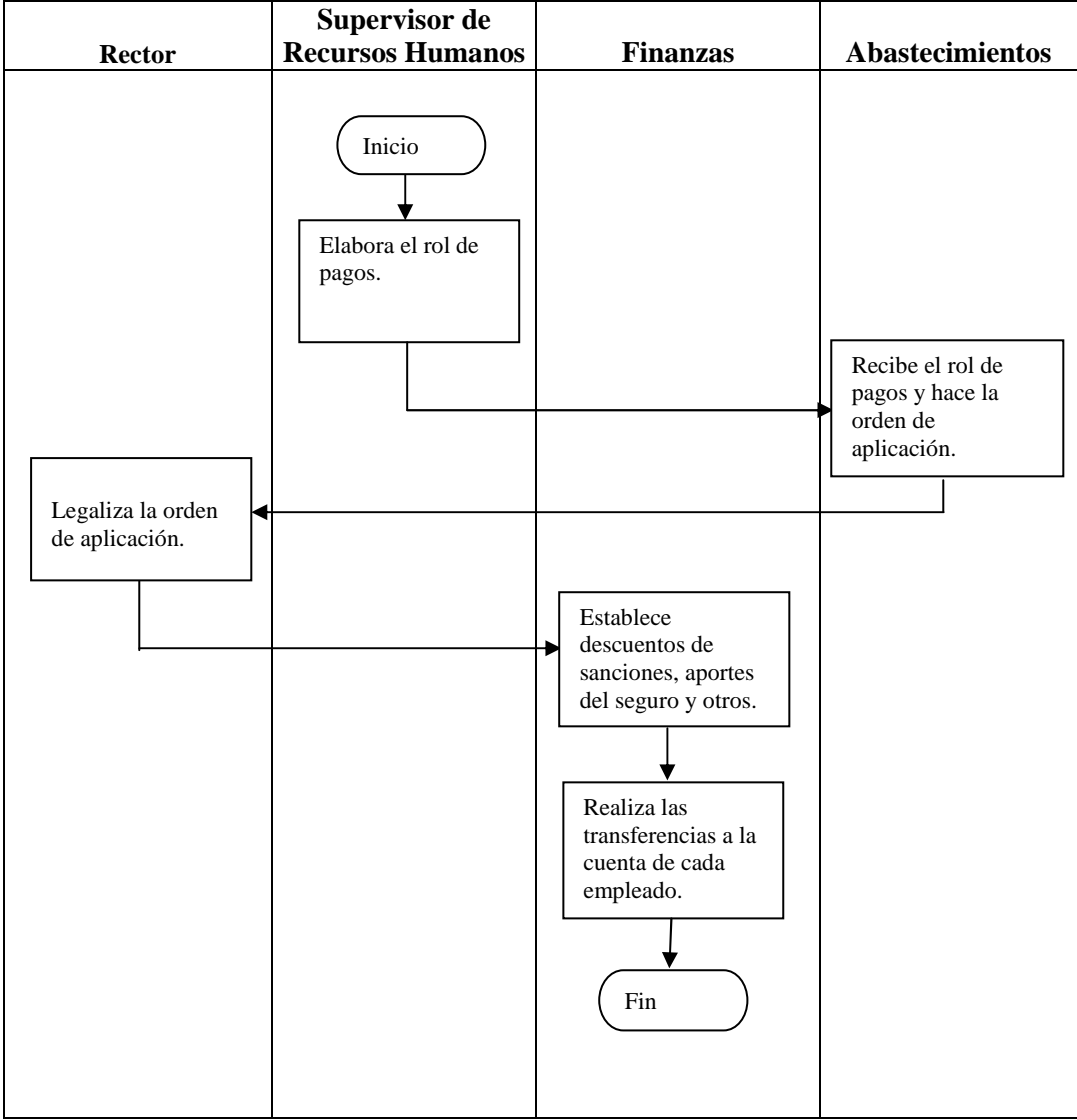 Rector
Supervisor de
Recursos Humanos
Finanzas
Abastecimientos
Inicio
Elabora el rol de
pagos.
Recibe el rol de
pagos y hace la
orden de
aplicación.
Legaliza la orden
de aplicación.
Establece
descuentos de
sanciones, aportes
del seguro y otros.
Realiza las
transferencias a la
cuenta de cada
empleado.
Fin